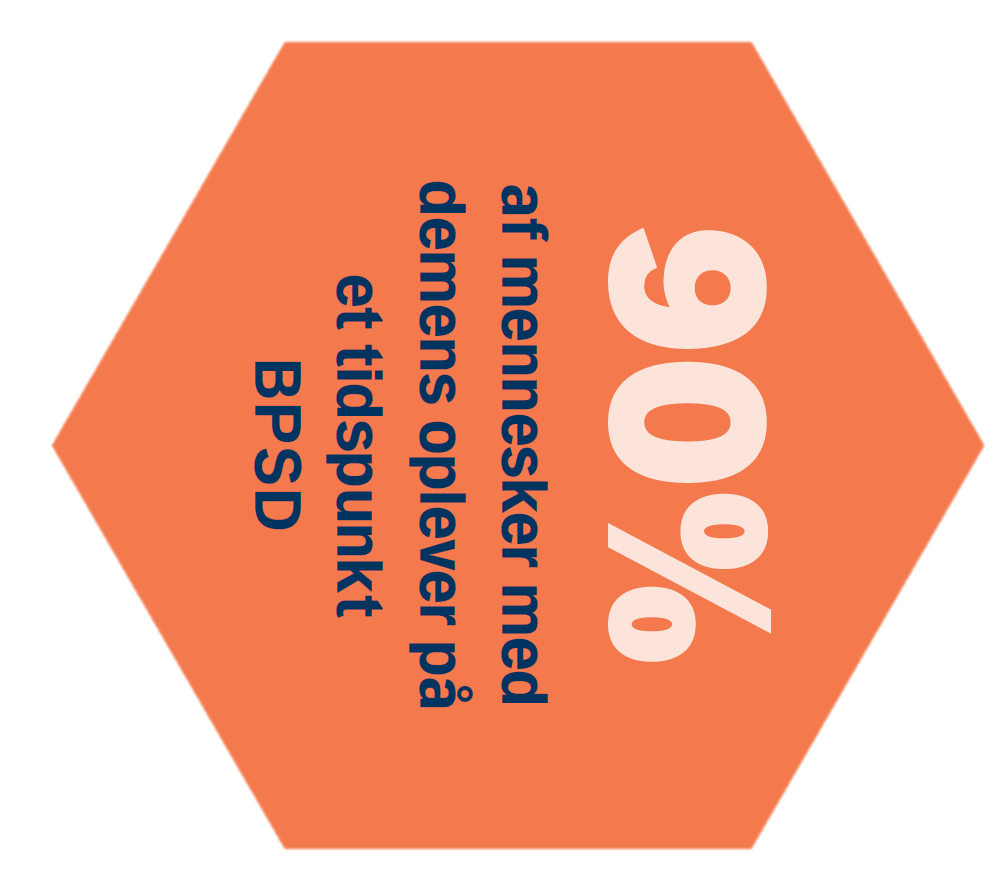 90%
af mennesker med
demens oplever på
et tidspunkt
BPSD